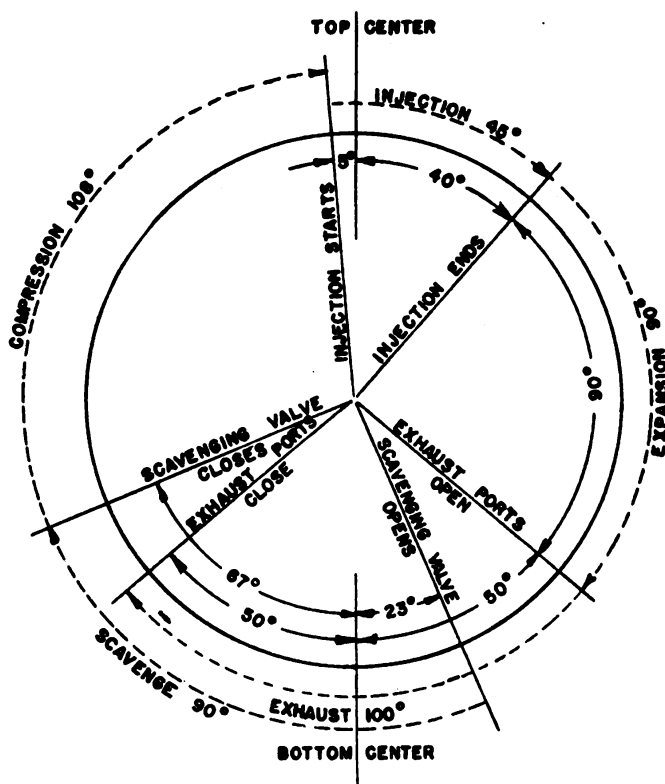 TOP CENTER
INJECTION 45°
5°
40°
COMPRESSION 108°
INJECTION STARTS
INJECTION ENDS
90°
EXPANSION 90°
SCAVENGING VALVE
CLOSES
EXHAUST PORTS
CLOSE
EXHAUST PORTS
OPEN
SCAVENGING VALVE
OPENS
67°
50°
23°
50°
SCAVENGE 90°
EXHAUST 100°
BOTTOM CENTER